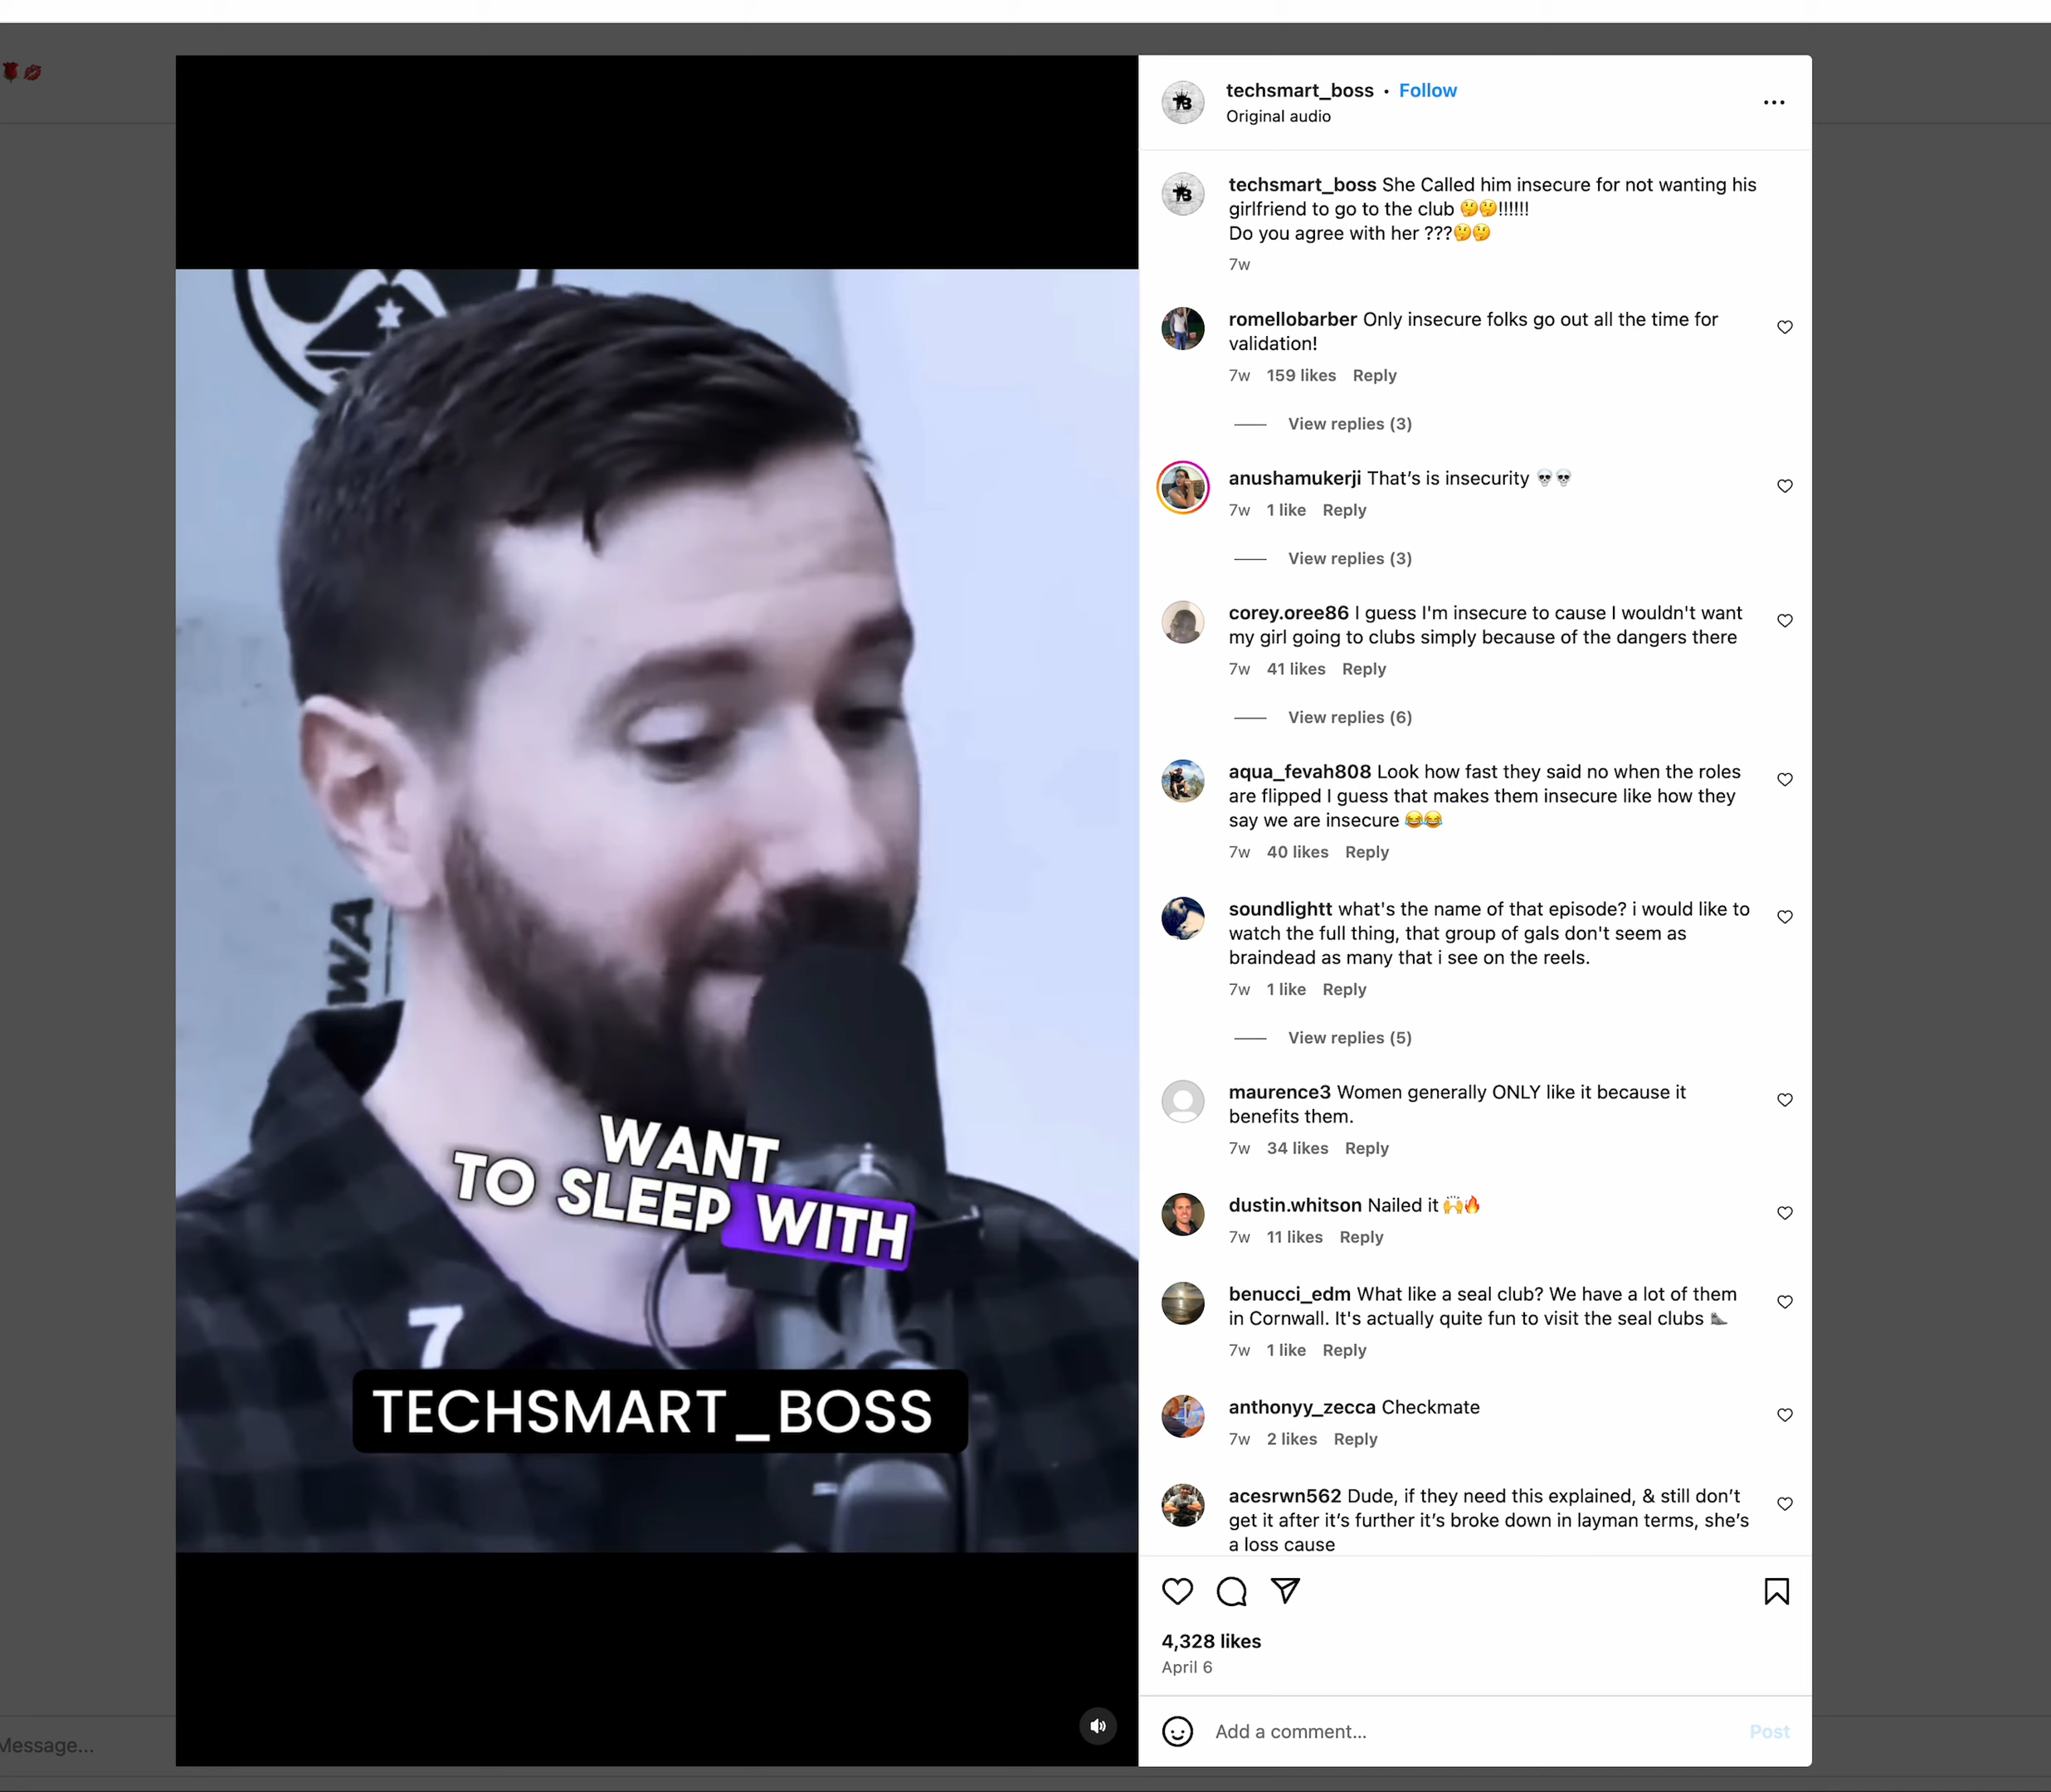 WA
WANT
TO SLEEP WITH
7
TECHSMART_BOSS
techsmart_boss • Follow
Original audio
techsmart_boss She Called him insecure for not wanting his
girlfriend to go to the club 🤔🤔!!!!!!
Do you agree with her ???🤔🤔
7w
romellobarber Only insecure folks go out all the time for
validation!
7w 159 likes Reply
View replies (3)
anushamukerji That’s is insecurity 💀💀
7w 1 like Reply
View replies (3)
corey.oree86 I guess I'm insecure to cause I wouldn't want
my girl going to clubs simply because of the dangers there
7w 41 likes Reply
View replies (6)
aqua_fevah808 Look how fast they said no when the roles
are flipped I guess that makes them insecure like how they
say we are insecure 😂😂
7w 40 likes Reply
soundlightt what's the name of that episode? i would like to
watch the full thing, that group of gals don't seem as
braindead as many that i see on the reels.
7w 1 like Reply
View replies (5)
maurence3 Women generally ONLY like it because it
benefits them.
7w 34 likes Reply
dustin.whitson Nailed it 🙌🔥
7w 11 likes Reply
benucci_edm What like a seal club? We have a lot of them
in Cornwall. It's actually quite fun to visit the seal clubs 🦭
7w 1 like Reply
anthonyy_zecca Checkmate
7w 2 likes Reply
acesrwn562 Dude, if they need this explained, & still don’t
get it after it’s further it’s broke down in layman terms, she’s
a loss cause
4,328 likes
April 6
Add a comment... Post
Message...